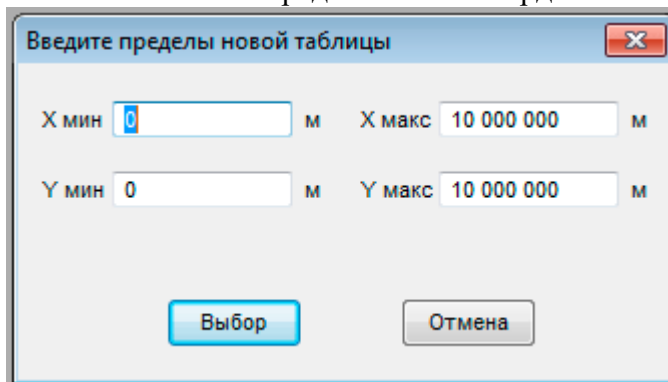 Введите пределы новой таблицы
X мин 0 м X макс 10 000 000 м
Y мин 0 м Y макс 10 000 000 м
Выбор Отмена